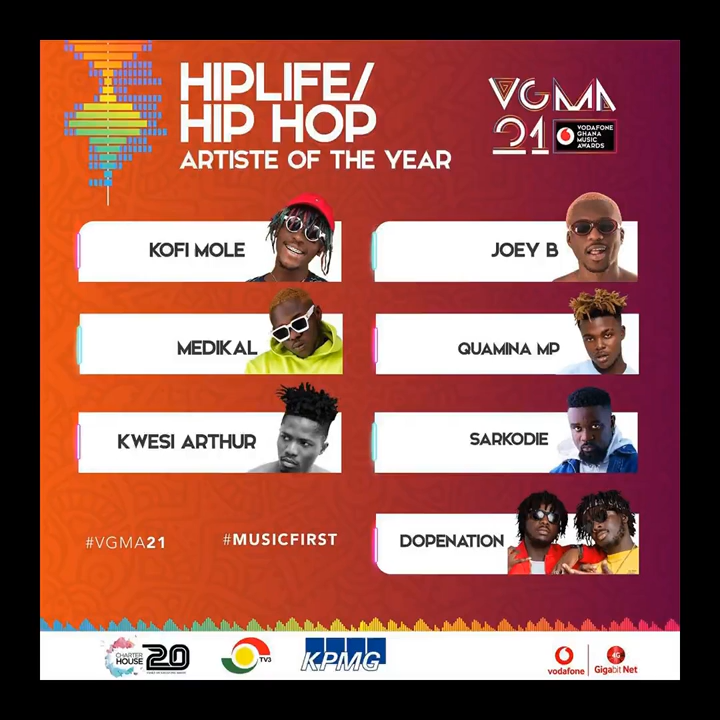 HIPLIFE/
HIP HOP
ARTISTE OF THE YEAR
VGMA
21
VODAFONE
GHANA
MUSIC
AWARDS
KOFI MOLE
JOEY B
MEDIKAL
QUAMINA MP
KWESI ARTHUR
SARKODIE
DOPENATION
#VGMA21
#MUSICFIRST
CHARTER
HOUSE
20
TV3
KPMG
vodafone
4G
Gigabit Net